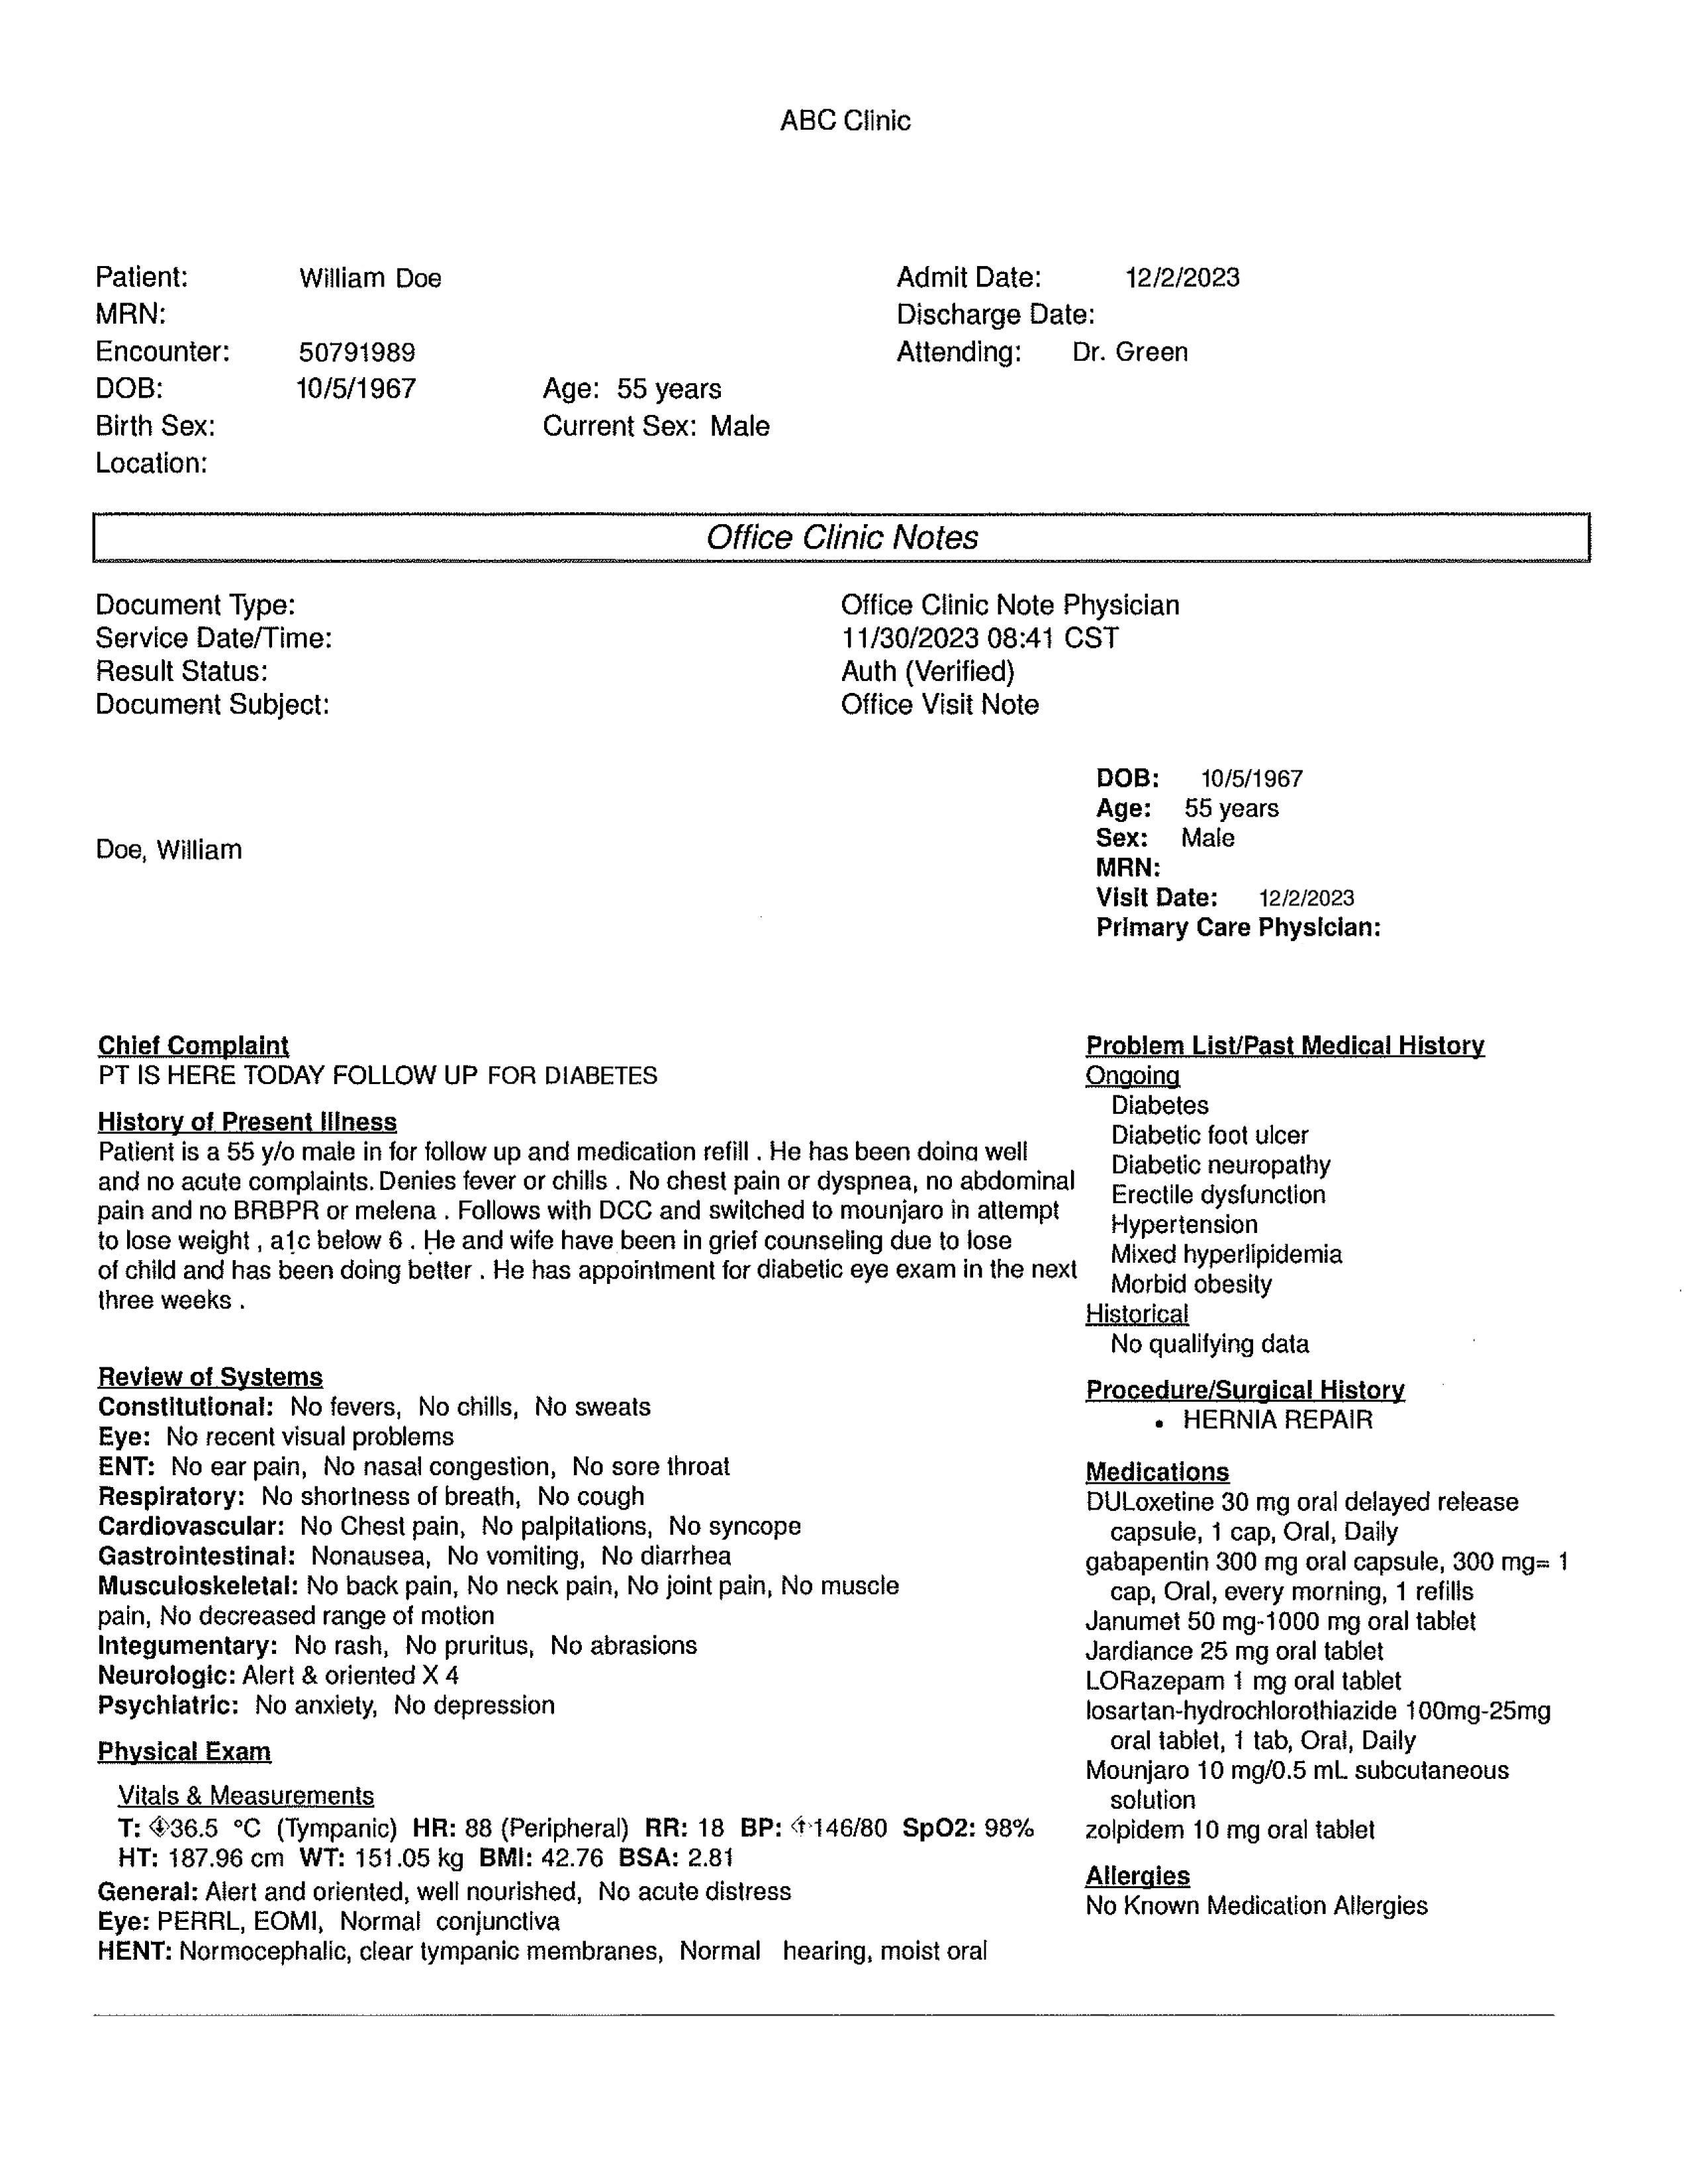 ABC Clinic
Patient: William Doe Admit Date: 12/2/2023
MRN: Discharge Date:
Encounter: 50791989 Attending: Dr. Green
DOB: 10/5/1967 Age: 55 years
Birth Sex: Current Sex: Male
Location:
Office Clinic Notes
Document Type: Office Clinic Note Physician
Service Date/Time: 11/30/2023 08:41 CST
Result Status: Auth (Verified)
Document Subject: Office Visit Note
Doe, William
DOB: 10/5/1967
Age: 55 years
Sex: Male
MRN:
Visit Date: 12/2/2023
Primary Care Physician:
Chief Complaint
PT IS HERE TODAY FOLLOW UP FOR DIABETES
History of Present Illness
Patient is a 55 y/o male in for follow up and medication refill . He has been doing well
and no acute complaints. Denies fever or chills . No chest pain or dyspnea, no abdominal
pain and no BRBPR or melena . Follows with DCC and switched to mounjaro in attempt
to lose weight , a1c below 6 . He and wife have been in grief counseling due to lose
of child and has been doing better . He has appointment for diabetic eye exam in the next
three weeks .
Review of Systems
Constitutional: No fevers, No chills, No sweats
Eye: No recent visual problems
ENT: No ear pain, No nasal congestion, No sore throat
Respiratory: No shortness of breath, No cough
Cardiovascular: No Chest pain, No palpitations, No syncope
Gastrointestinal: Nonausea, No vomiting, No diarrhea
Musculoskeletal: No back pain, No neck pain, No joint pain, No muscle
pain, No decreased range of motion
Integumentary: No rash, No pruritus, No abrasions
Neurologic: Alert & oriented X 4
Psychiatric: No anxiety, No depression
Physical Exam
Vitals & Measurements
T: 36.5 °C (Tympanic) HR: 88 (Peripheral) RR: 18 BP: 146/80 SpO2: 98%
HT: 187.96 cm WT: 151.05 kg BMI: 42.76 BSA: 2.81
General: Alert and oriented, well nourished, No acute distress
Eye: PERRL, EOMI, Normal conjunctiva
HENT: Normocephalic, clear tympanic membranes, Normal hearing, moist oral
Problem List/Past Medical History
Ongoing
Diabetes
Diabetic foot ulcer
Diabetic neuropathy
Erectile dysfunction
Hypertension
Mixed hyperlipidemia
Morbid obesity
Historical
No qualifying data
Procedure/Surgical History
• HERNIA REPAIR
Medications
DULoxetine 30 mg oral delayed release
capsule, 1 cap, Oral, Daily
gabapentin 300 mg oral capsule, 300 mg= 1
cap, Oral, every morning, 1 refills
Janumet 50 mg-1000 mg oral tablet
Jardiance 25 mg oral tablet
LORazepam 1 mg oral tablet
losartan-hydrochlorothiazide 100mg-25mg
oral tablet, 1 tab, Oral, Daily
Mounjaro 10 mg/0.5 mL subcutaneous
solution
zolpidem 10 mg oral tablet
Allergies
No Known Medication Allergies